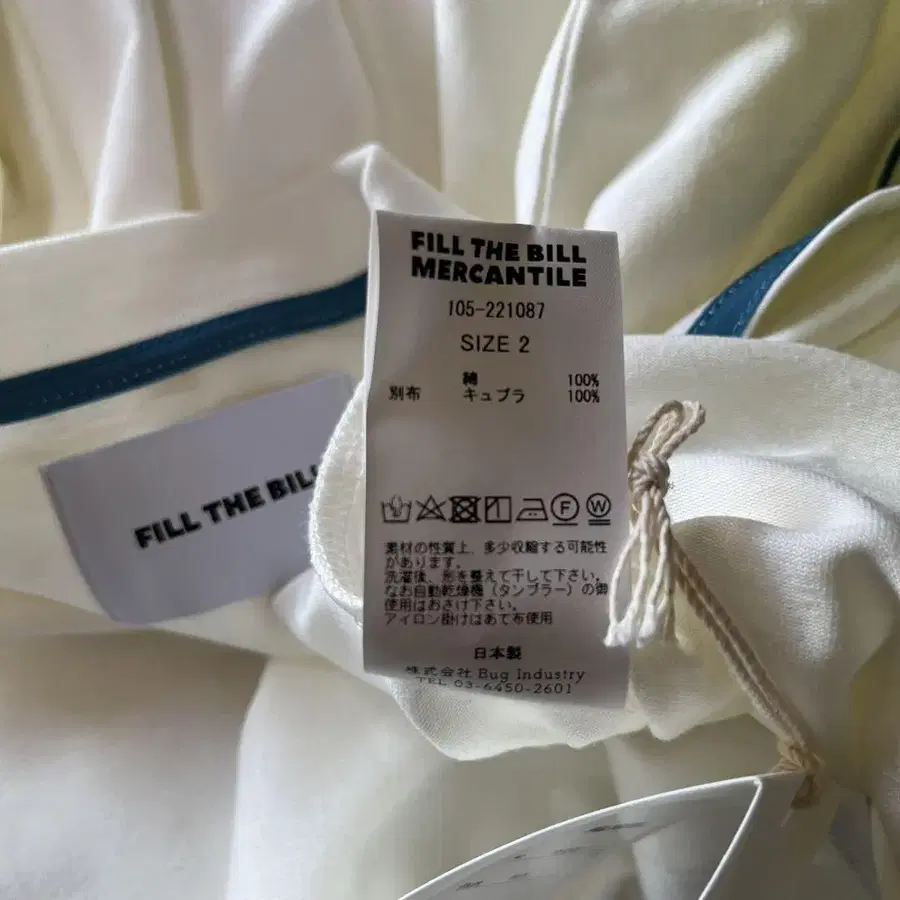 FILL THE BILL
MERCANTILE
105-221087
SIZE 2
綿 100%
別布 キュプラ 100%
素材の性質上、多少収縮する可能性
があります。
洗濯後、形を整えて干して下さい。
なお自動乾燥機(タンブラー)の御
使用はおさけ下さい。
アイロン掛けはあて布使用
日本製
株式会社 Bug Industry
TEL 03-6450-2601
FILL THE BILL